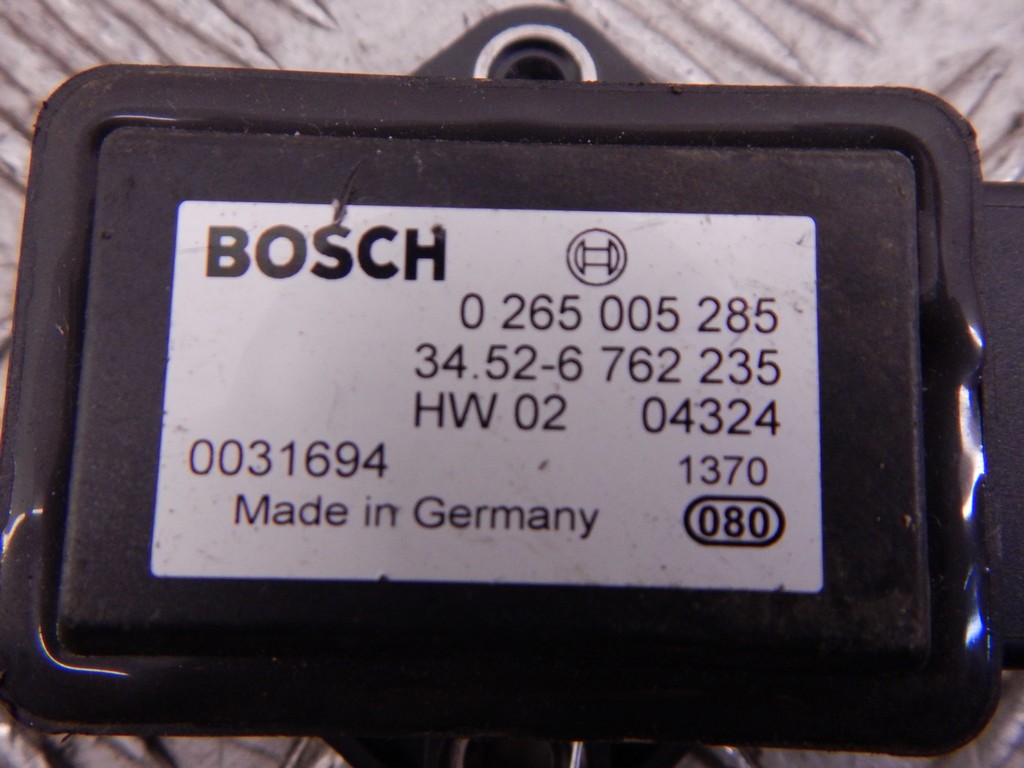 BOSCH
0 265 005 285
34.52-6 762 235
HW 02 04324
0031694 1370
Made in Germany 080